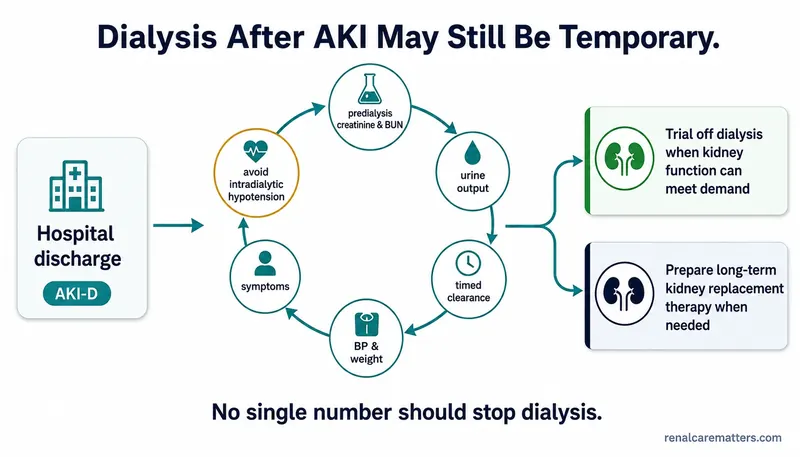 Dialysis After AKI May Still Be Temporary.
Hospital
discharge
AKI-D
predialysis
creatinine & BUN
urine
output
timed
clearance
BP &
weight
symptoms
avoid
intradialytic
hypotension
Trial off dialysis
when kidney
function can
meet demand
Prepare long-term
kidney replacement
therapy when
needed
No single number should stop dialysis.
renalcarematters.com